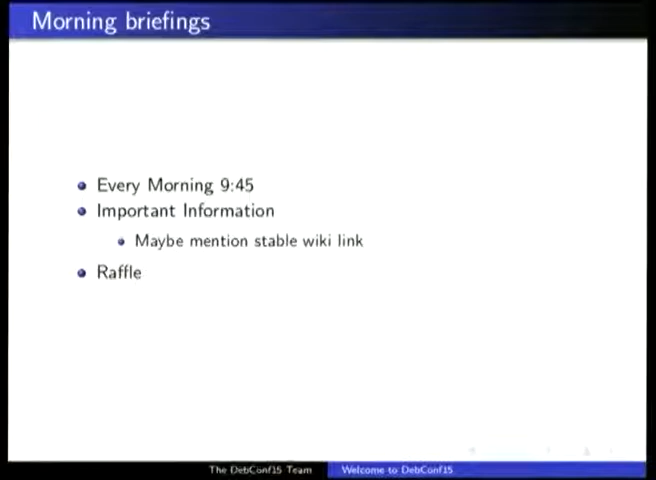 Morning briefings
Every Morning 9:45
Important Information
Maybe mention stable wiki link
Raffle
The DebConf15 Team
Welcome to DebConf15